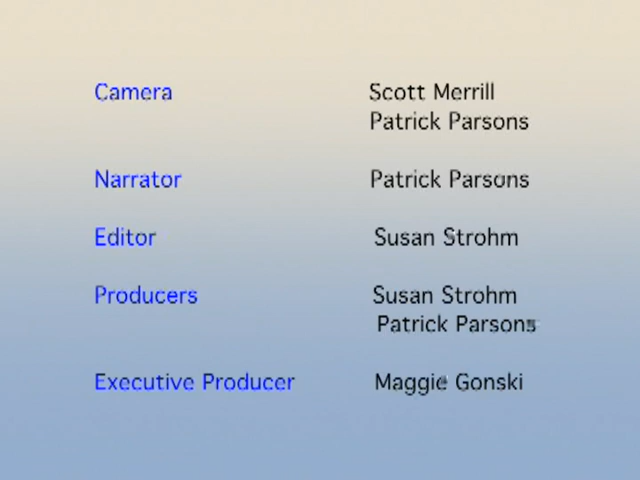 Camera Scott Merrill
Patrick Parsons
Narrator Patrick Parsons
Editor Susan Strohm
Producers Susan Strohm
Patrick Parsons
Executive Producer Maggie Gonski